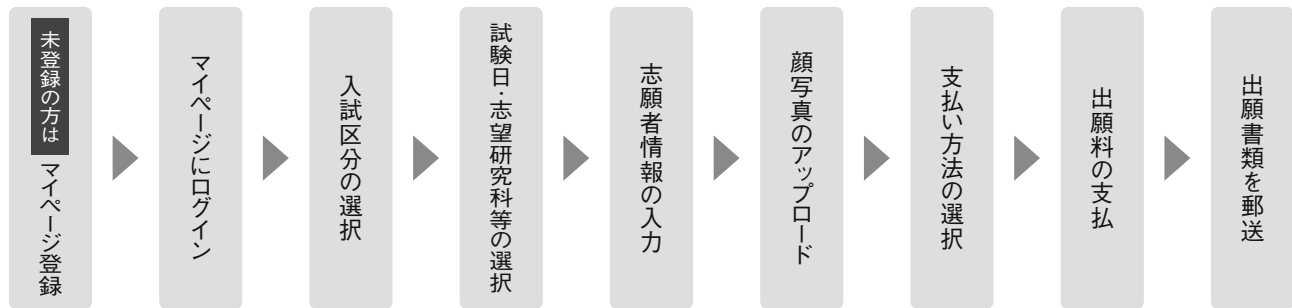 未登録の方は
マイページ登録
マイページにログイン
入試区分の選択
試験日・志望研究科等の選択
志願者情報の入力
顔写真のアップロード
支払い方法の選択
出願料の支払
出願書類を郵送